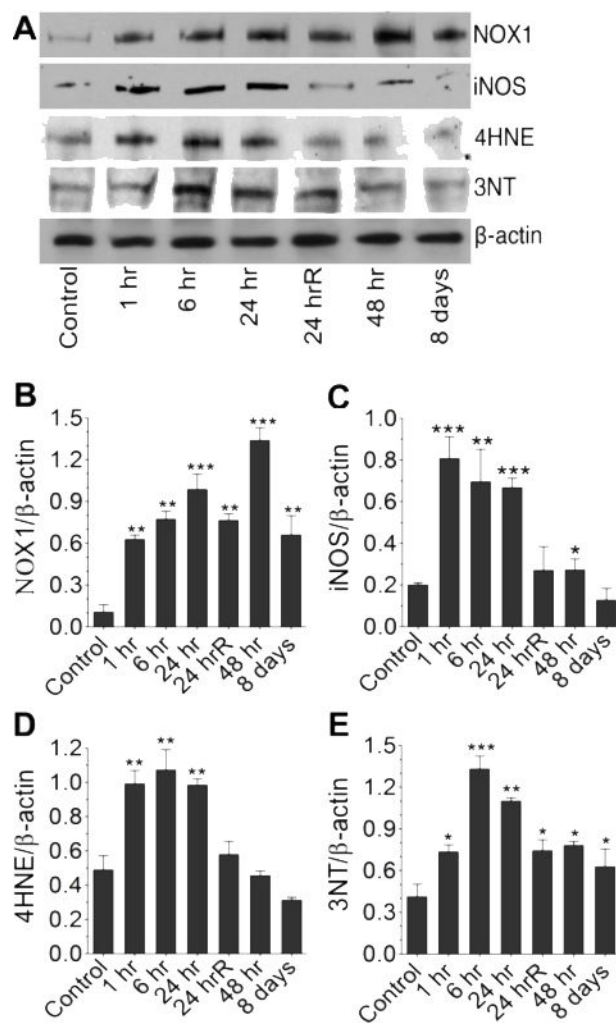 A
NOX1
iNOS
4HNE
3NT
β-actin
Control
1 hr
6 hr
24 hr
24 hrR
48 hr
8 days
B
NOX1/β-actin
1.5
1.2
0.9
0.6
0.3
0.0
**
**
***
**
***
**
Control
1 hr
6 hr
24 hr
24 hrR
48 hr
8 days
C
iNOS/β-actin
1.0
0.8
0.6
0.4
0.2
0.0
***
**
***
*
Control
1 hr
6 hr
24 hr
24 hrR
48 hr
8 days
D
4HNE/β-actin
1.4
1.2
1.0
0.8
0.6
0.4
0.2
0.0
**
**
**
Control
1 hr
6 hr
24 hr
24 hrR
48 hr
8 days
E
3NT/β-actin
1.5
1.2
0.9
0.6
0.3
0.0
*
***
**
*
*
*
Control
1 hr
6 hr
24 hr
24 hrR
48 hr
8 days